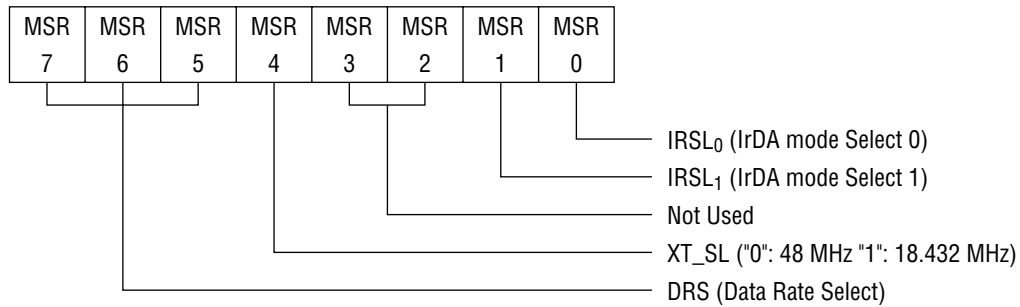 MSR MSR MSR MSR MSR MSR MSR MSR
7 6 5 4 3 2 1 0
IRSL0 (IrDA mode Select 0)
IRSL1 (IrDA mode Select 1)
Not Used
XT_SL ("0": 48 MHz "1": 18.432 MHz)
DRS (Data Rate Select)